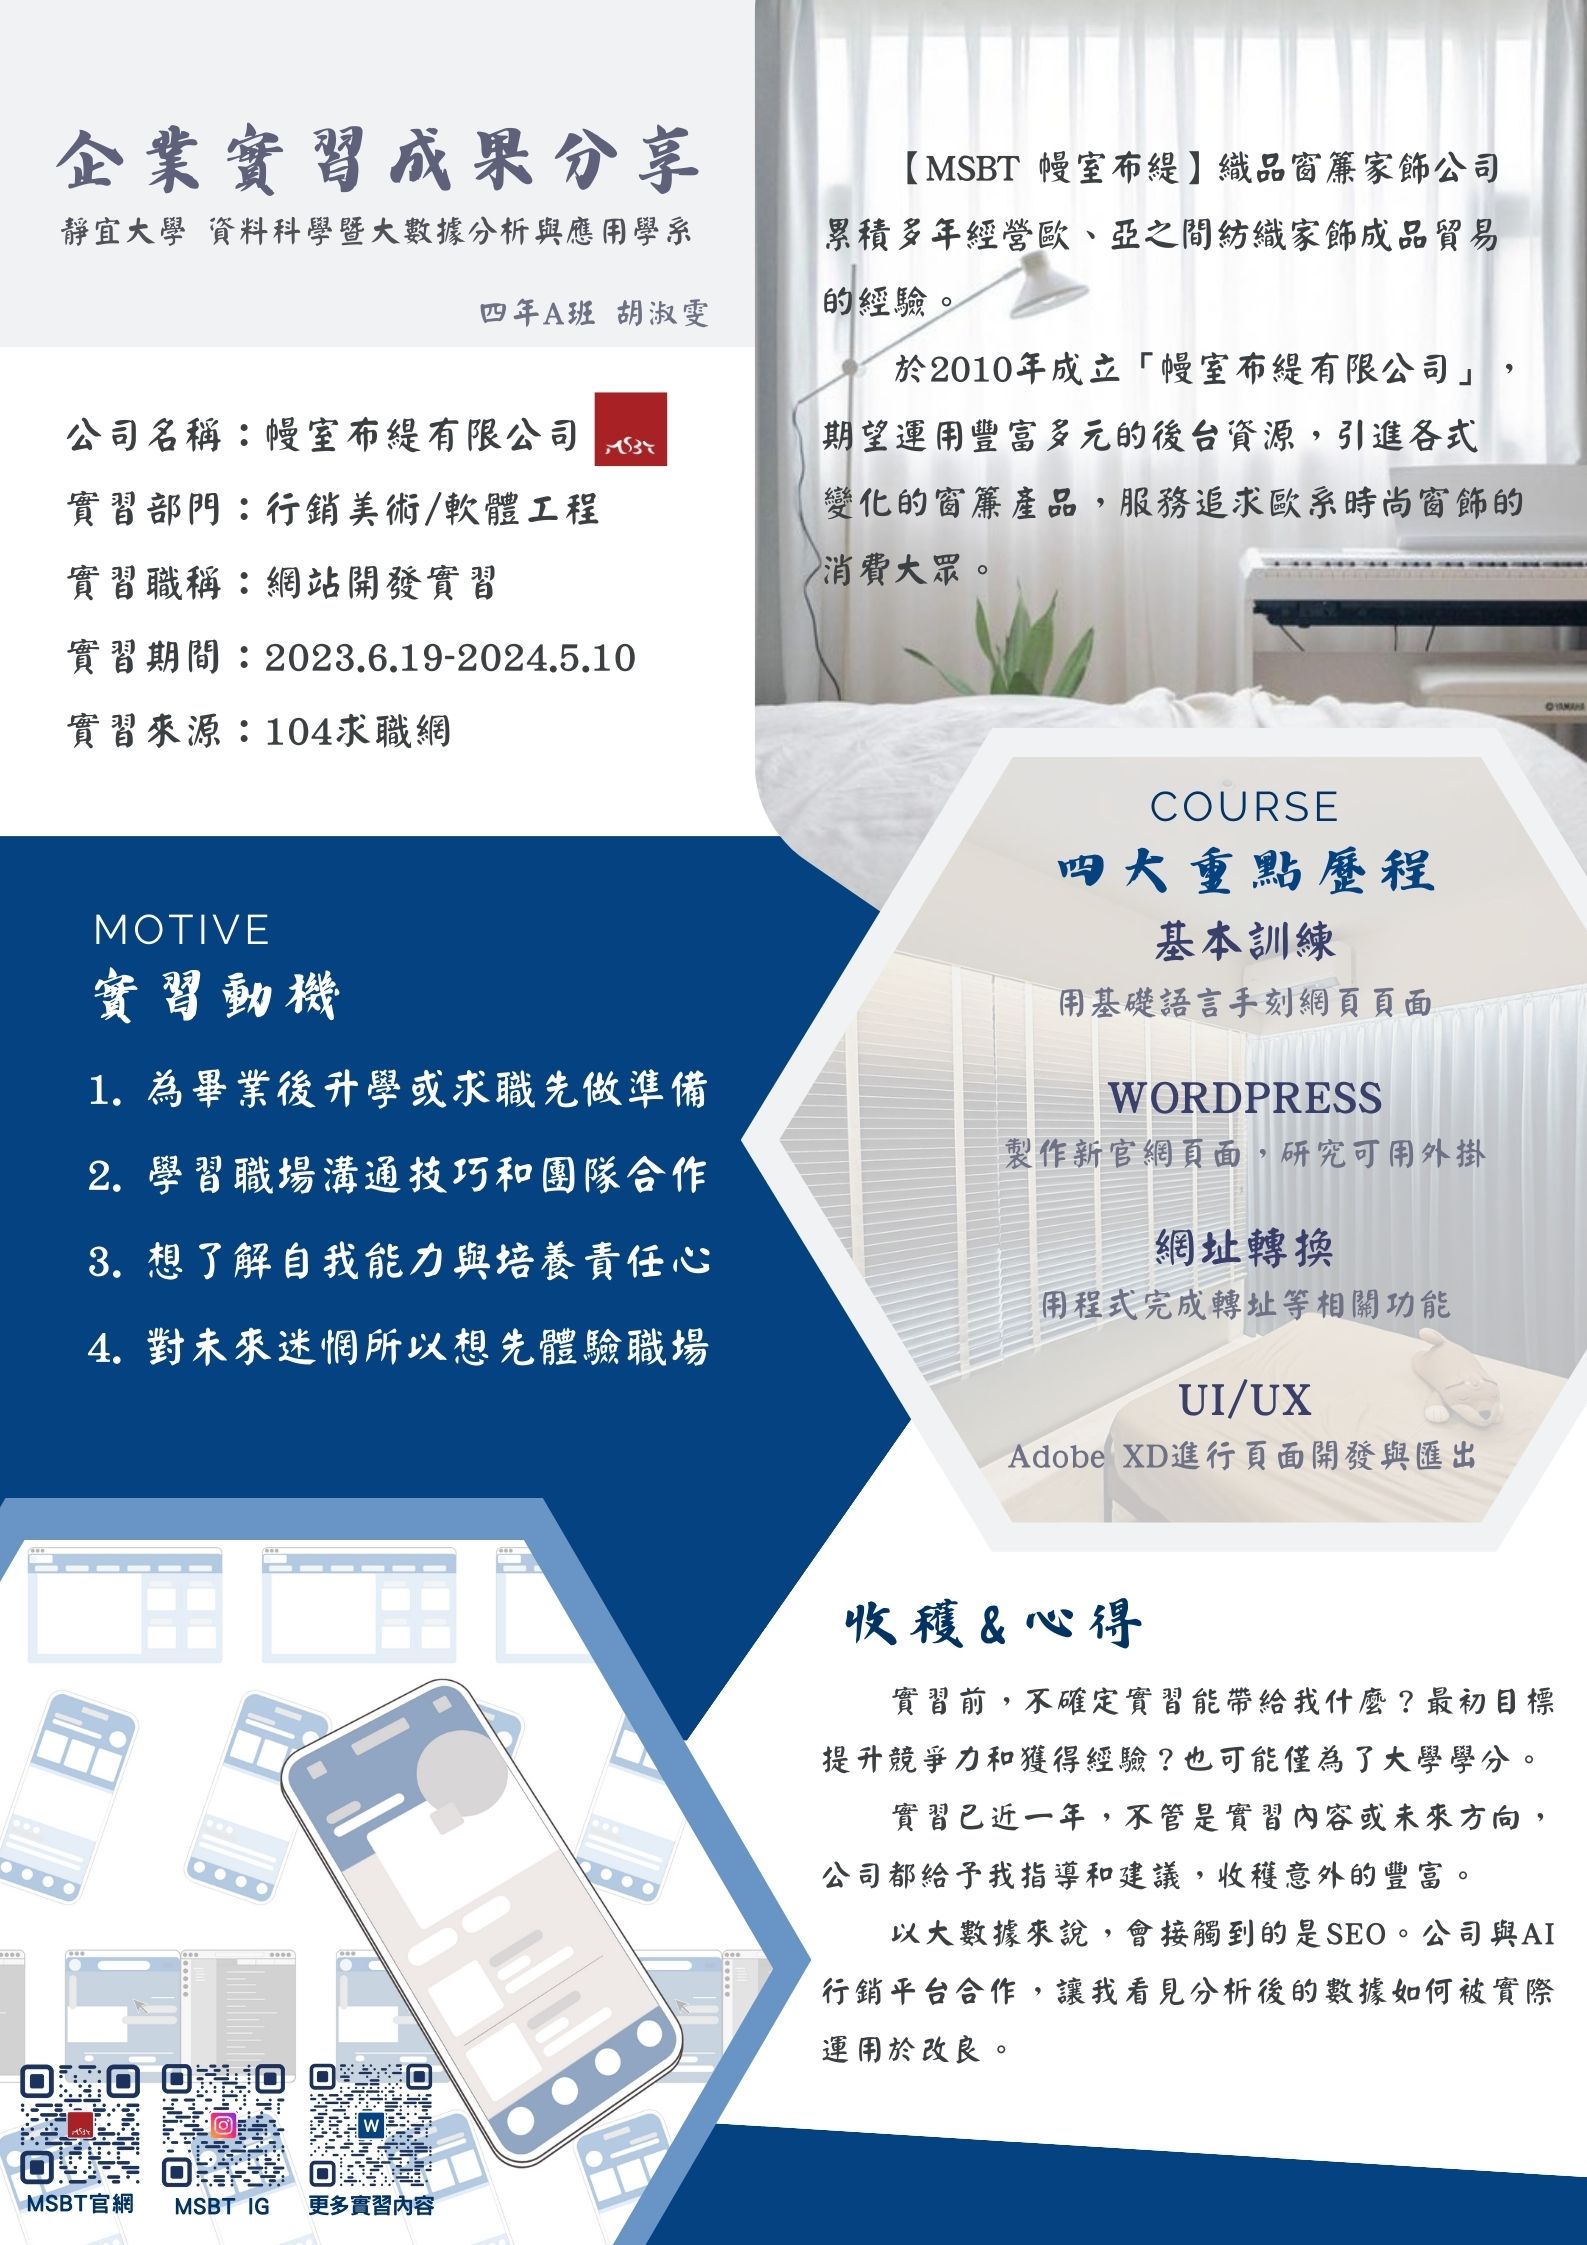 企業實習成果分享
靜宜大學 資料科學暨大數據分析與應用學系
四年A班 胡淑雯
公司名稱：幔室布緹有限公司
MSBT
實習部門：行銷美術/軟體工程
實習職稱：網站開發實習
實習期間：2023.6.19-2024.5.10
實習來源：104求職網
【MSBT 幔室布緹】織品窗簾家飾公司
累積多年經營歐、亞之間紡織家飾成品貿易
的經驗。
於2010年成立「幔室布緹有限公司」，
期望運用豐富多元的後台資源，引進各式
變化的窗簾產品，服務追求歐系時尚窗飾的
消費大眾。
YAMAHA
MOTIVE
實習動機
1. 為畢業後升學或求職先做準備
2. 學習職場溝通技巧和團隊合作
3. 想了解自我能力與培養責任心
4. 對未來迷惘所以想先體驗職場
COURSE
四大重點歷程
基本訓練
用基礎語言手刻網頁頁面
WORDPRESS
製作新官網頁面，研究可用外掛
網址轉換
用程式完成轉址等相關功能
UI/UX
Adobe XD進行頁面開發與匯出
收穫&心得
實習前，不確定實習能帶給我什麼？最初目標
提升競爭力和獲得經驗？也可能僅為了大學學分。
實習已近一年，不管是實習內容或未來方向，
公司都給予我指導和建議，收穫意外的豐富。
以大數據來說，會接觸到的是SEO。公司與AI
行銷平台合作，讓我看見分析後的數據如何被實際
運用於改良。
W
MSBT官網
MSBT IG
更多實習內容